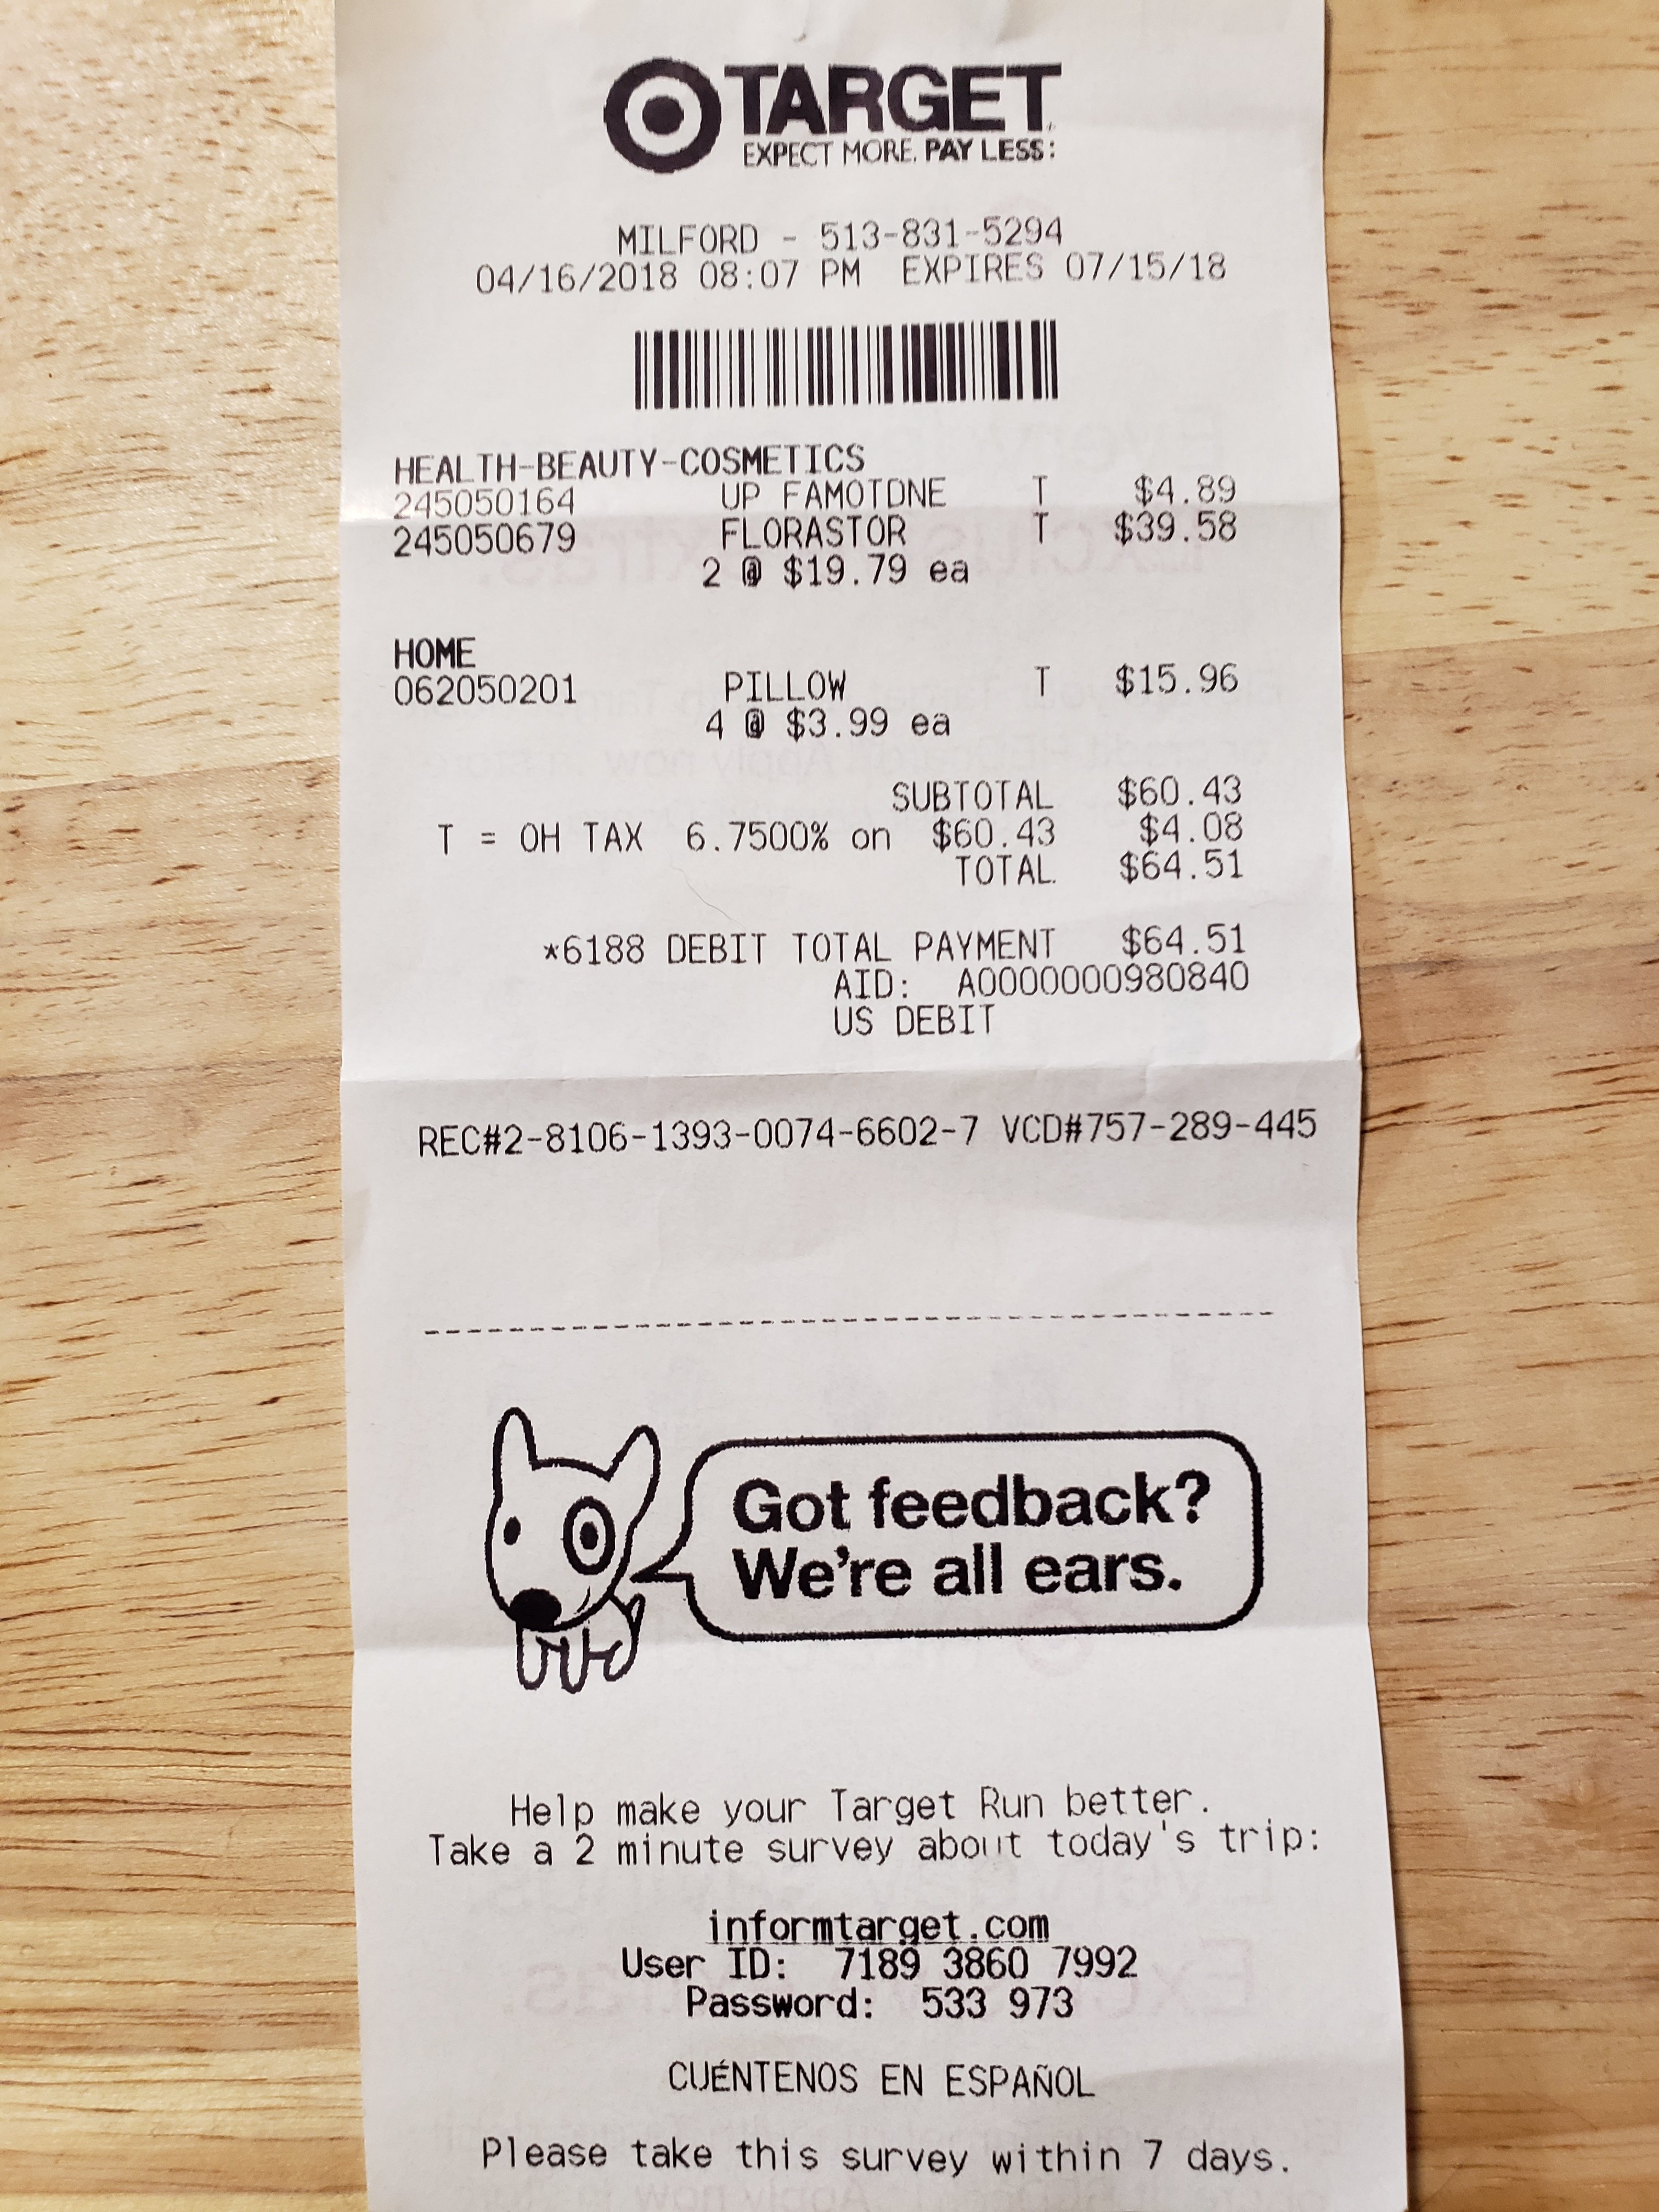 TARGET
EXPECT MORE. PAY LESS.
MILFORD - 513-831-5294
04/16/2018 08:07 PM EXPIRES 07/15/18
HEALTH-BEAUTY-COSMETICS
245050164 UP FAMOTDNE T $4.89
245050679 FLORASTOR T $39.58
2 @ $19.79 ea
HOME
062050201 PILLOW T $15.96
4 @ $3.99 ea
SUBTOTAL $60.43
T = OH TAX 6.7500% on $60.43 $4.08
TOTAL $64.51
*6188 DEBIT TOTAL PAYMENT $64.51
AID: A0000000980840
US DEBIT
REC#2-8106-1393-0074-6602-7 VCD#757-289-445
Got feedback?
We're all ears.
Help make your Target Run better.
Take a 2 minute survey about today's trip:
informtarget.com
User ID: 7189 3860 7992
Password: 533 973
CUÉNTENOS EN ESPAÑOL
Please take this survey within 7 days.